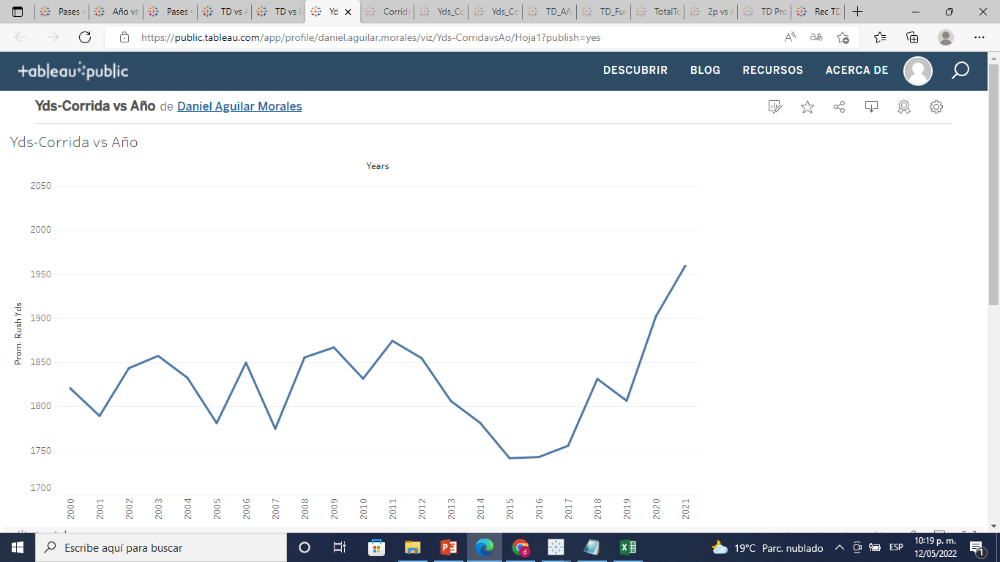 Pases v
Año vs
Pases v
TD vs A
TD vs I
Yd
Corrida
Yds_Co
Yds_Co
TD_Año
TD_Fur
TotalTo
2p vs A
TD Pro
Rec TD
https://public.tableau.com/app/profile/daniel.aguilar.morales/viz/Yds-CorridavsAo/Hoja1?publish=yes
+ableau public
DESCUBRIR
BLOG
RECURSOS
ACERCA DE
Yds-Corrida vs Año de Daniel Aguilar Morales
Yds-Corrida vs Año
Years
2050
2000
1950
1900
1850
1800
1750
1700
Prom. Rush Yds
2000
2001
2002
2003
2004
2005
2006
2007
2008
2009
2010
2011
2012
2013
2014
2015
2016
2017
2018
2019
2020
2021
Escribe aquí para buscar
d
19°C Parc. nublado
ESP
10:19 p. m.
12/05/2022
1